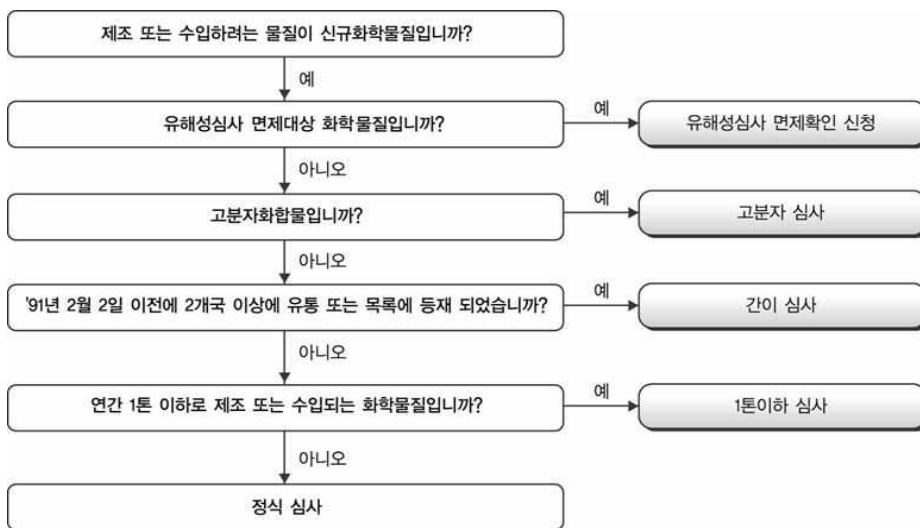 제조 또는 수입하려는 물질이 신규화학물질입니까?
예
유해성심사 면제대상 화학물질입니까?
예
유해성심사 면제확인 신청
아니오
고분자화합물입니까?
예
고분자 심사
아니오
'91년 2월 2일 이전에 2개국 이상에 유통 또는 목록에 등재 되었습니까?
예
간이 심사
아니오
연간 1톤 이하로 제조 또는 수입되는 화학물질입니까?
예
1톤이하 심사
아니오
정식 심사